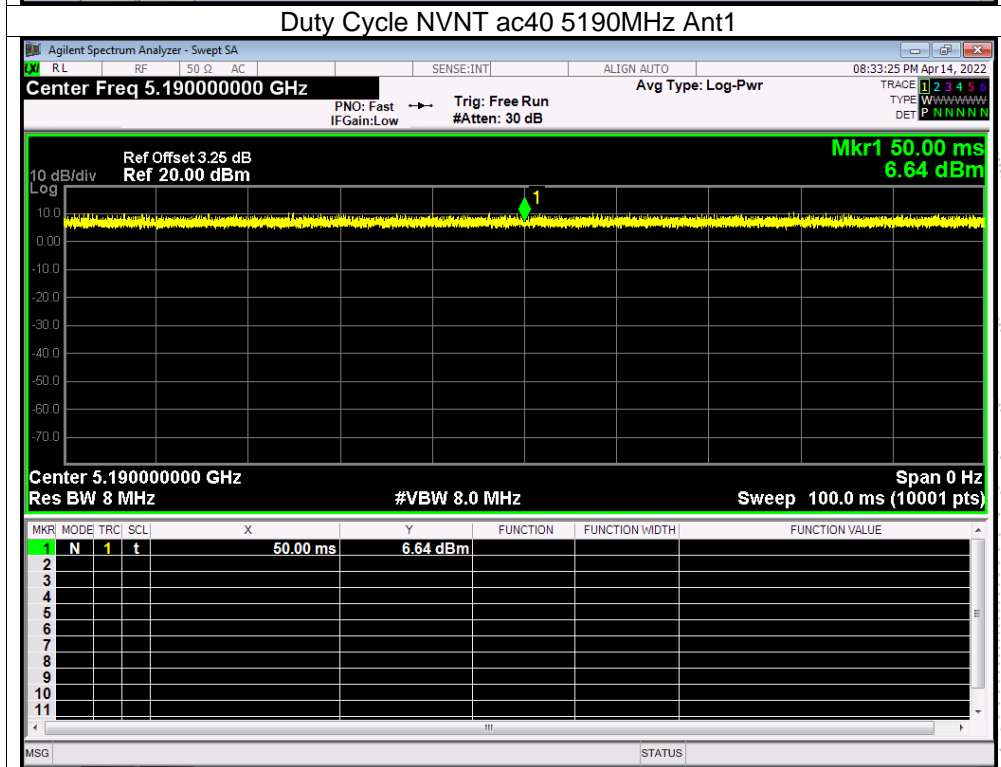 Duty Cycle NVNT ac40 5190MHz Ant1
Agilent Spectrum Analyzer - Swept SA
LXI RL RF 50 Ω AC SENSE:INT ALIGN AUTO 08:33:25 PM Apr 14, 2022
Center Freq 5.190000000 GHz Avg Type: Log-Pwr TRACE 1 2 3 4 5 6
PNO: Fast Trig: Free Run TYPE WWWWWW
IFGain:Low #Atten: 30 dB DET P N N N N N
Ref Offset 3.25 dB Mkr1 50.00 ms
10 dB/div Ref 20.00 dBm 6.64 dBm
Log
1
10.0
0.00
-10.0
-20.0
-30.0
-40.0
-50.0
-60.0
-70.0
Center 5.190000000 GHz Span 0 Hz
Res BW 8 MHz #VBW 8.0 MHz Sweep 100.0 ms (10001 pts)
MKR MODE TRC SCL X Y FUNCTION FUNCTION WIDTH FUNCTION VALUE
1 N 1 t 50.00 ms 6.64 dBm
2
3
4
5
6
7
8
9
10
11
MSG STATUS